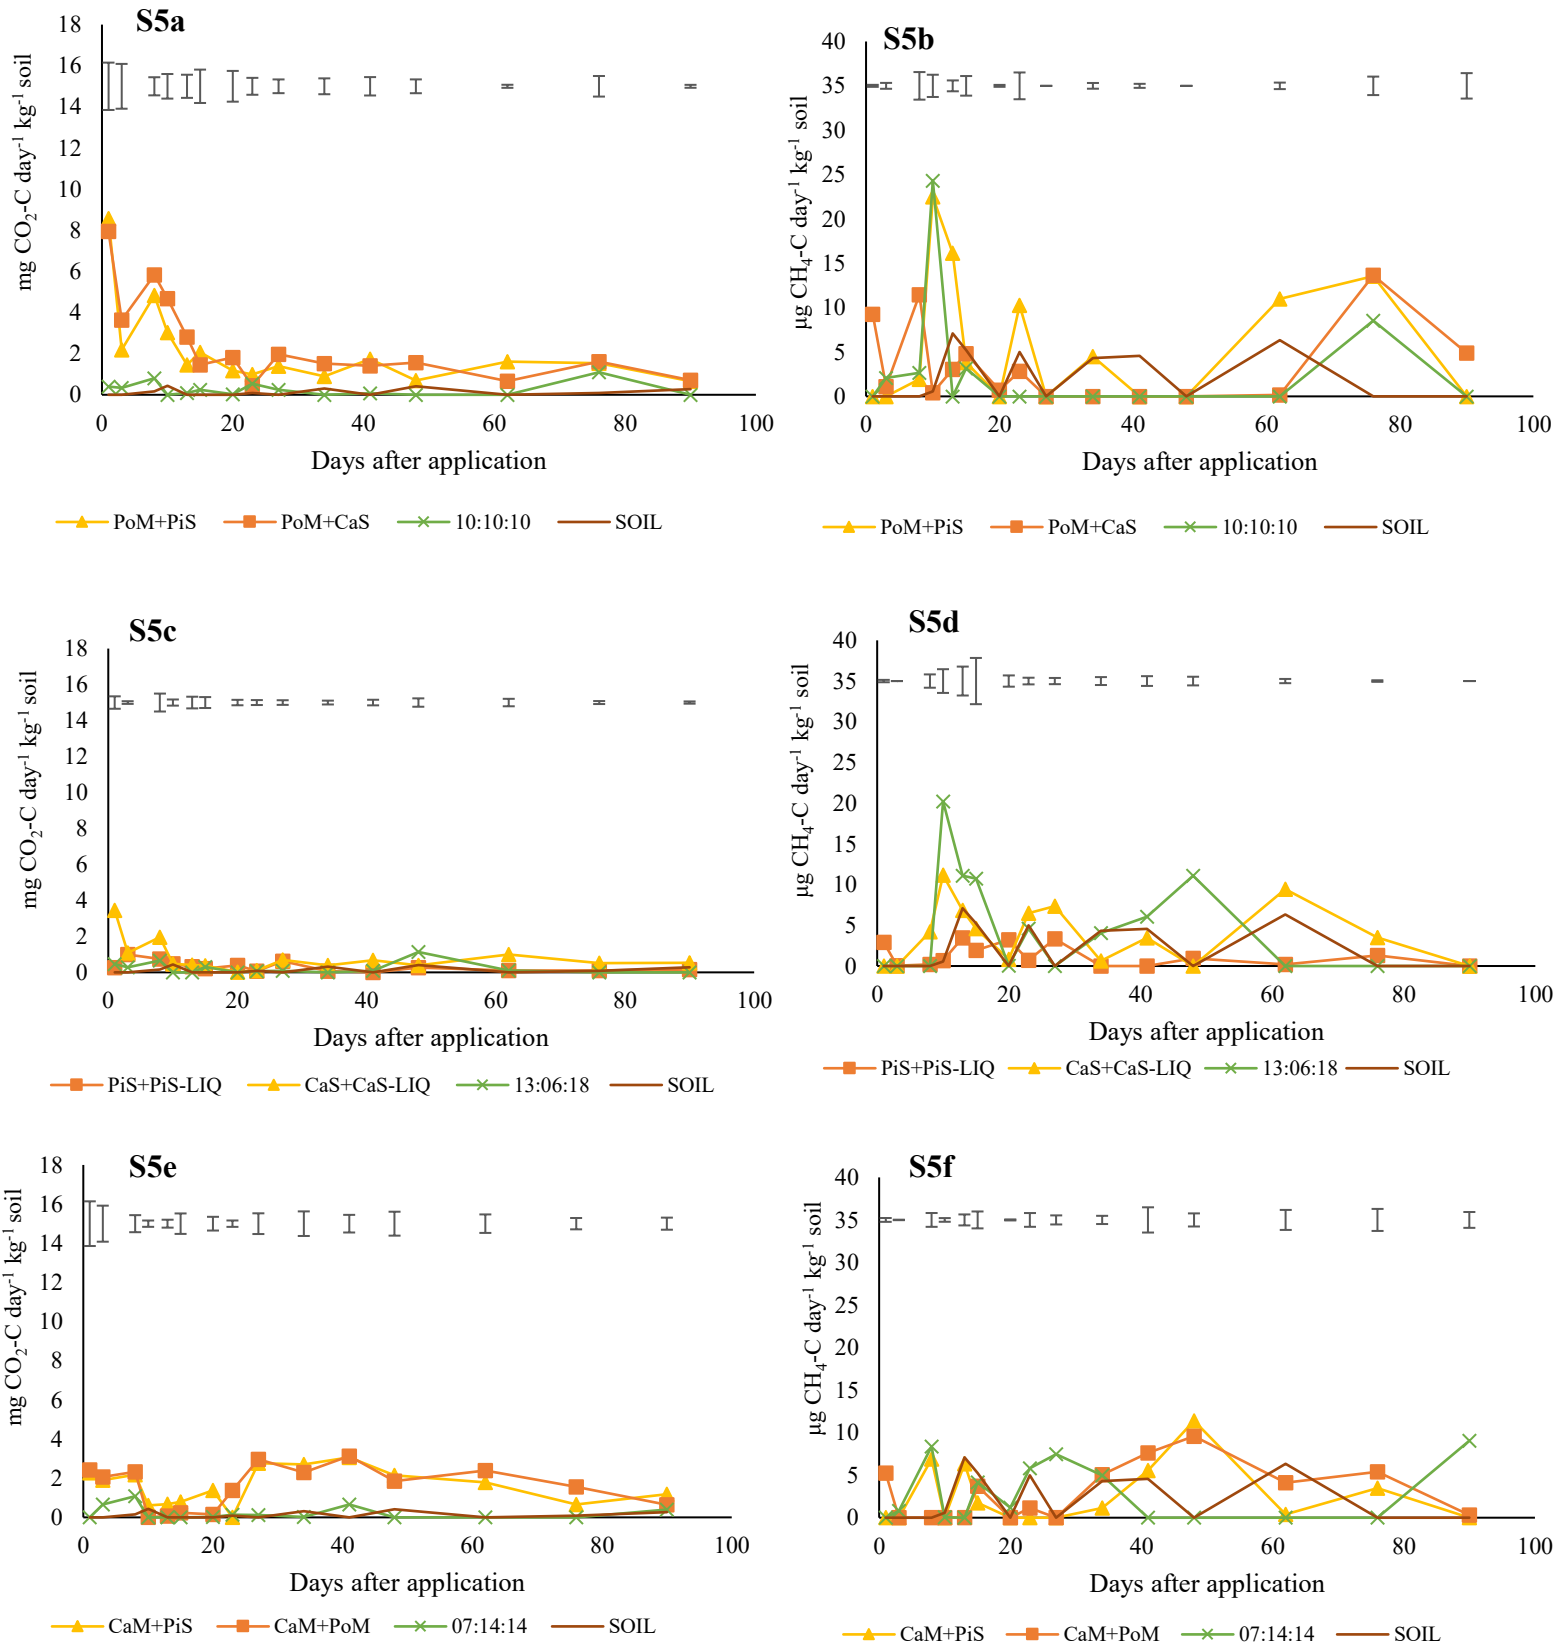 S5a
mg CO2-C day-1 kg-1 soil
18
16
14
12
10
8
6
4
2
0
0 20 40 60 80 100
Days after application
PoM+PiS PoM+CaS 10:10:10 SOIL
S5b
µg CH4-C day-1 kg-1 soil
40
35
30
25
20
15
10
5
0
0 20 40 60 80 100
Days after application
PoM+PiS PoM+CaS 10:10:10 SOIL
S5c
mg CO2-C day-1 kg-1 soil
18
16
14
12
10
8
6
4
2
0
0 20 40 60 80 100
Days after application
PiS+PiS-LIQ CaS+CaS-LIQ 13:06:18 SOIL
S5d
µg CH4-C day-1 kg-1 soil
40
35
30
25
20
15
10
5
0
0 20 40 60 80 100
Days after application
PiS+PiS-LIQ CaS+CaS-LIQ 13:06:18 SOIL
S5e
mg CO2-C day-1 kg-1 soil
18
16
14
12
10
8
6
4
2
0
0 20 40 60 80 100
Days after application
CaM+PiS CaM+PoM 07:14:14 SOIL
S5f
µg CH4-C day-1 kg-1 soil
40
35
30
25
20
15
10
5
0
0 20 40 60 80 100
Days after application
CaM+PiS CaM+PoM 07:14:14 SOIL